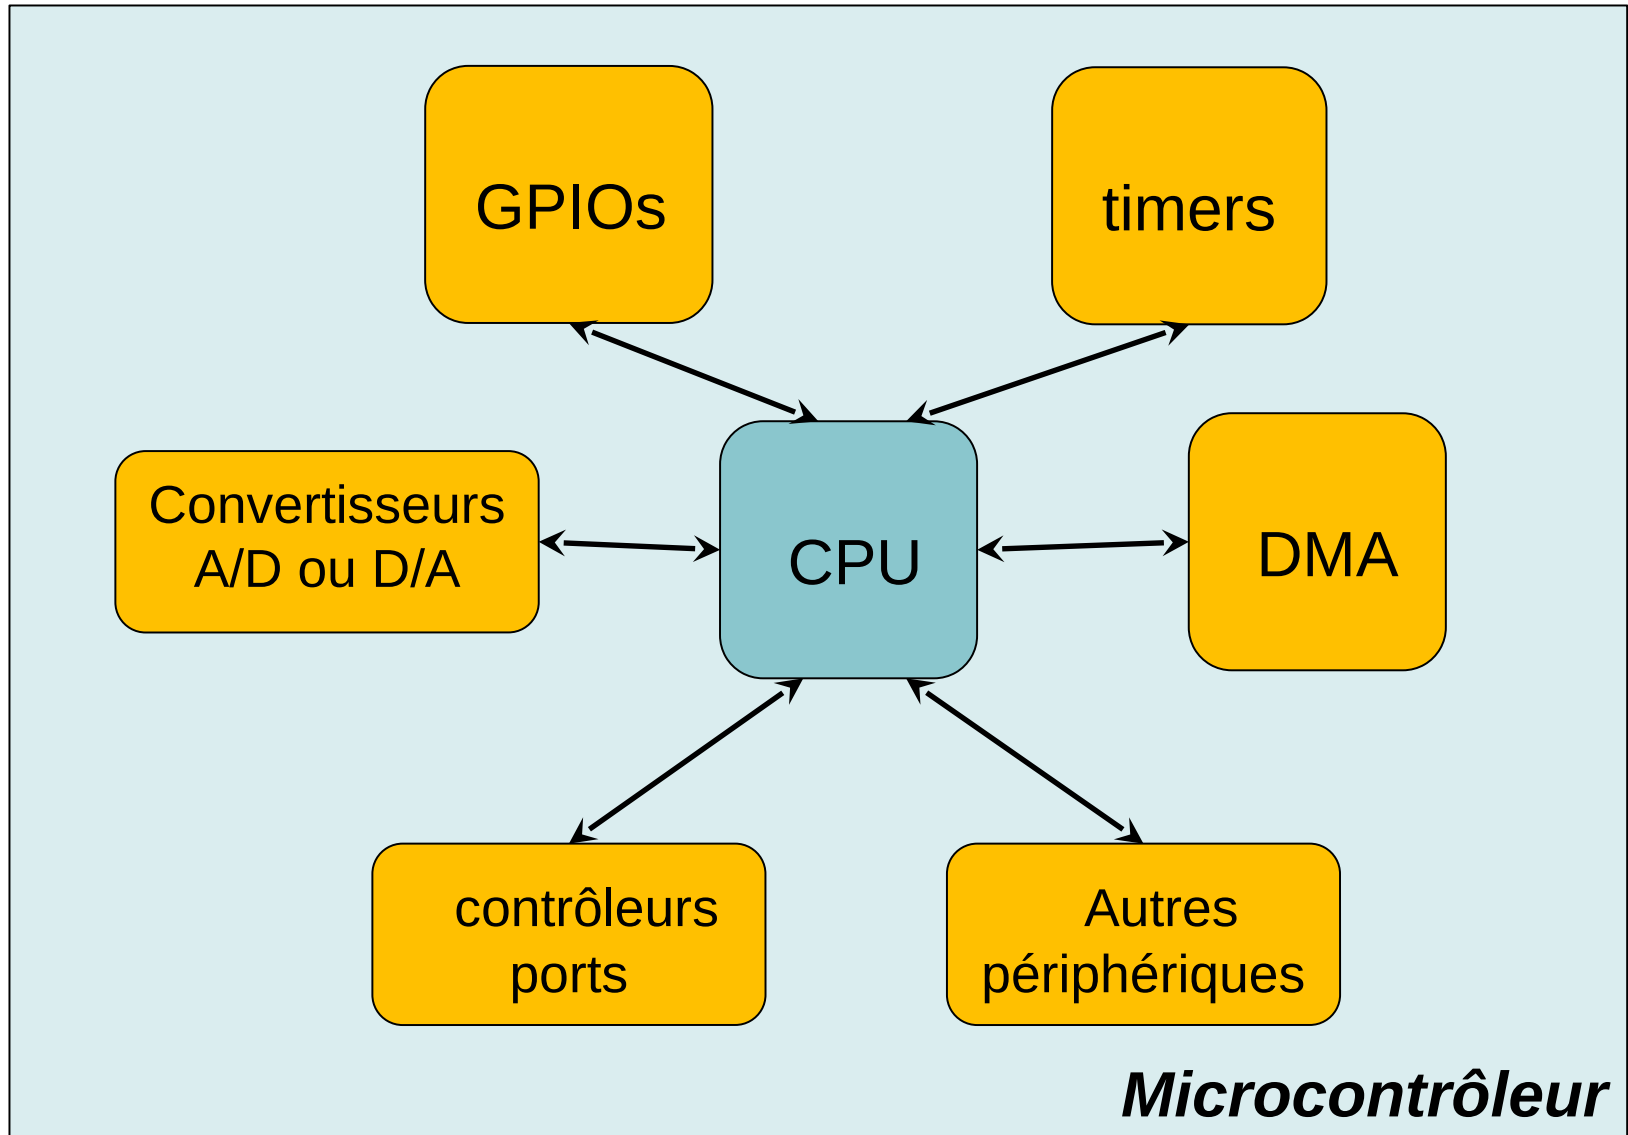 GPIOs
timers
Convertisseurs
A/D ou D/A
CPU
DMA
contrôleurs
ports
Autres
périphériques
Microcontrôleur